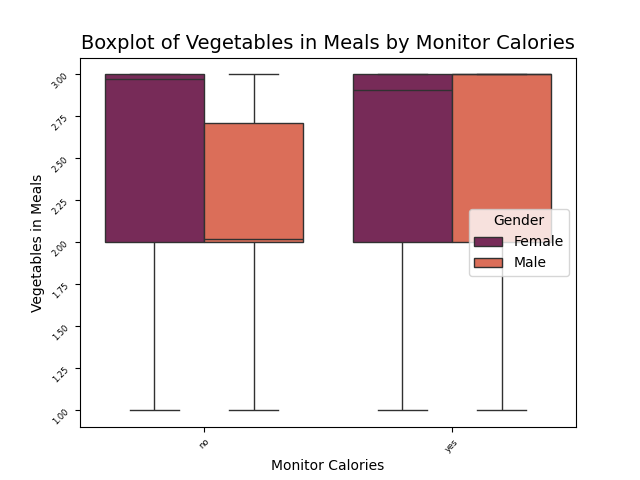 Boxplot of Vegetables in Meals by Monitor Calories
Vegetables in Meals
3.00
2.75
2.50
2.25
2.00
1.75
1.50
1.25
1.00
Gender
Female
Male
no
yes
Monitor Calories